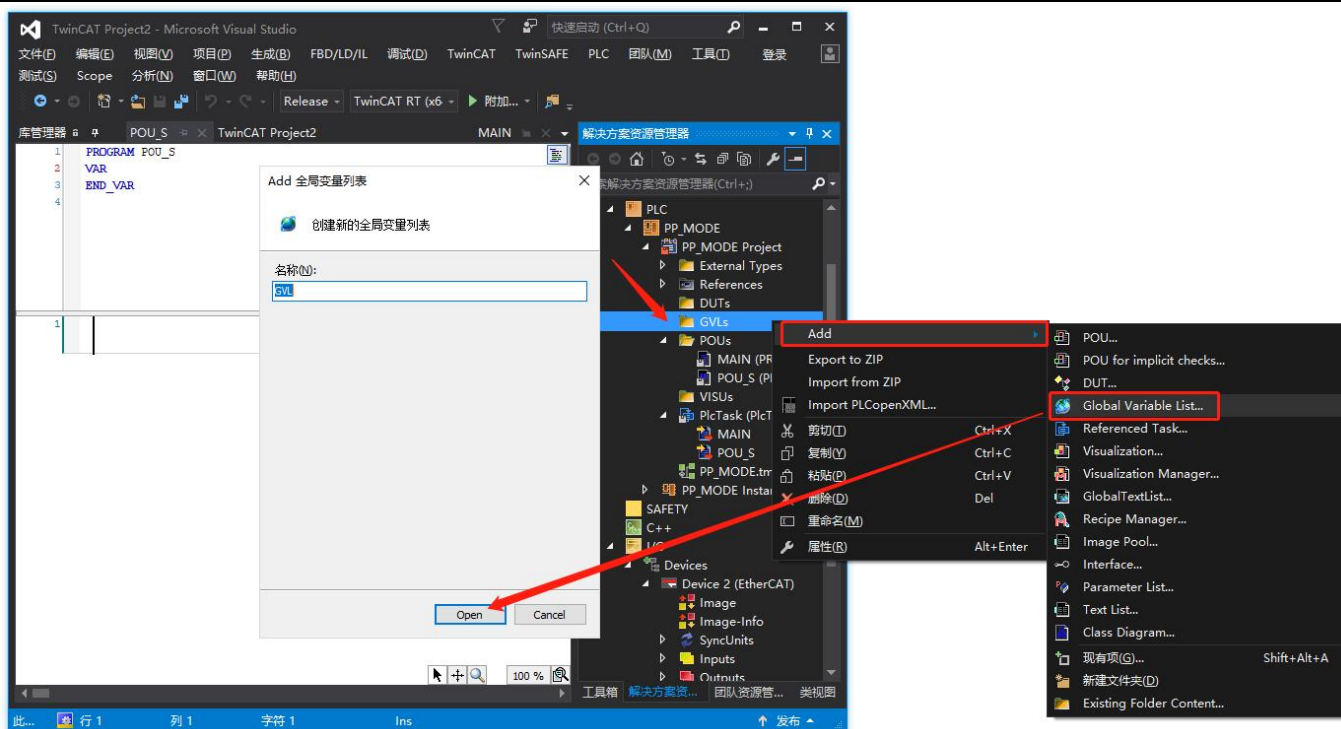 TwinCAT Project2 - Microsoft Visual Studio
快速启动 (Ctrl+Q)
文件(F) 编辑(E) 视图(V) 项目(P) 生成(B) FBD/LD/IL 调试(D) TwinCAT TwinSAFE PLC 团队(M) 工具(T) 登录
测试(S) Scope 分析(N) 窗口(W) 帮助(H)
Release TwinCAT RT (x6 附加...
库管理器 POU_S TwinCAT Project2 MAIN
1 PROGRAM POU_S
2 VAR
3 END_VAR
4
1
100 %
Add 全局变量列表
创建新的全局变量列表
名称(N):
GVL
Open Cancel
解决方案资源管理器
解决方案资源管理器(Ctrl+;)
PLC
PP_MODE
PP_MODE Project
External Types
References
DUTs
GVLs
POUs
MAIN (PR
POU_S (P
VISUs
PlcTask (PlcT
MAIN
POU_S
PP_MODE.tm
PP_MODE Insta
SAFETY
C++
I/O
Devices
Device 2 (EtherCAT)
Image
Image-Info
SyncUnits
Inputs
Outputs
工具箱 解决方案资... 团队资源管... 类视图
Add
Export to ZIP
Import from ZIP
Import PLCopenXML...
剪切(T) Ctrl+X
复制(Y) Ctrl+C
粘贴(P) Ctrl+V
删除(D) Del
重命名(M)
属性(R) Alt+Enter
POU...
POU for implicit checks...
DUT...
Global Variable List...
Referenced Task...
Visualization...
Visualization Manager...
GlobalTextList...
Recipe Manager...
Image Pool...
Interface...
Parameter List...
Text List...
Class Diagram...
现有项(G)... Shift+Alt+A
新建文件夹(D)
Existing Folder Content...
此... 行 1 列 1 字符 1 Ins 发布